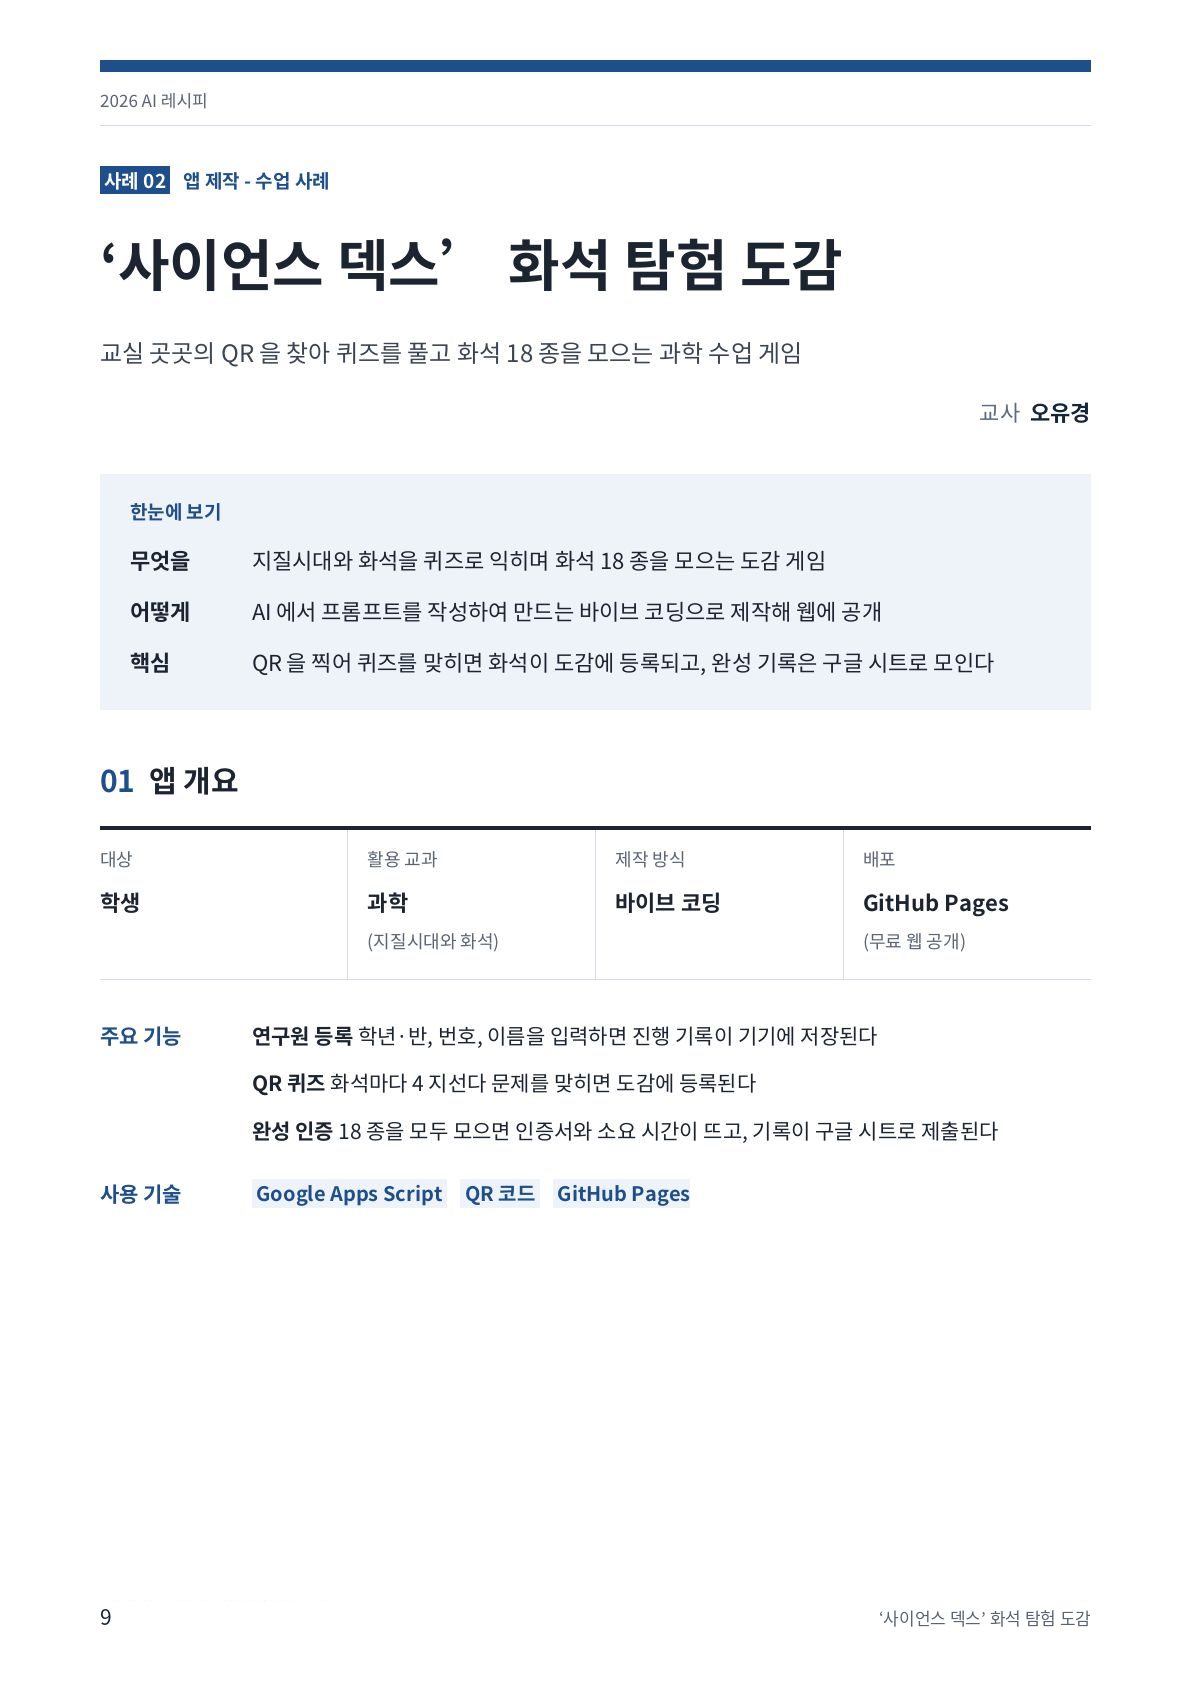 2026 AI 레시피
사례 02 앱 제작 - 수업 사례
‘사이언스 덱스’ 화석 탐험 도감
교실 곳곳의 QR 을 찾아 퀴즈를 풀고 화석 18 종을 모으는 과학 수업 게임
교사 오유경
한눈에 보기
무엇을 지질시대와 화석을 퀴즈로 익히며 화석 18 종을 모으는 도감 게임
어떻게 AI 에서 프롬프트를 작성하여 만드는 바이브 코딩으로 제작해 웹에 공개
핵심 QR 을 찍어 퀴즈를 맞히면 화석이 도감에 등록되고, 완성 기록은 구글 시트로 모인다
01 앱 개요
대상 활용 교과 제작 방식 배포
학생 과학 바이브 코딩 GitHub Pages
(지질시대와 화석) (무료 웹 공개)
주요 기능 연구원 등록 학년·반, 번호, 이름을 입력하면 진행 기록이 기기에 저장된다
QR 퀴즈 화석마다 4 지선다 문제를 맞히면 도감에 등록된다
완성 인증 18 종을 모두 모으면 인증서와 소요 시간이 뜨고, 기록이 구글 시트로 제출된다
사용 기술 Google Apps Script QR 코드 GitHub Pages
9 ‘사이언스 덱스’ 화석 탐험 도감